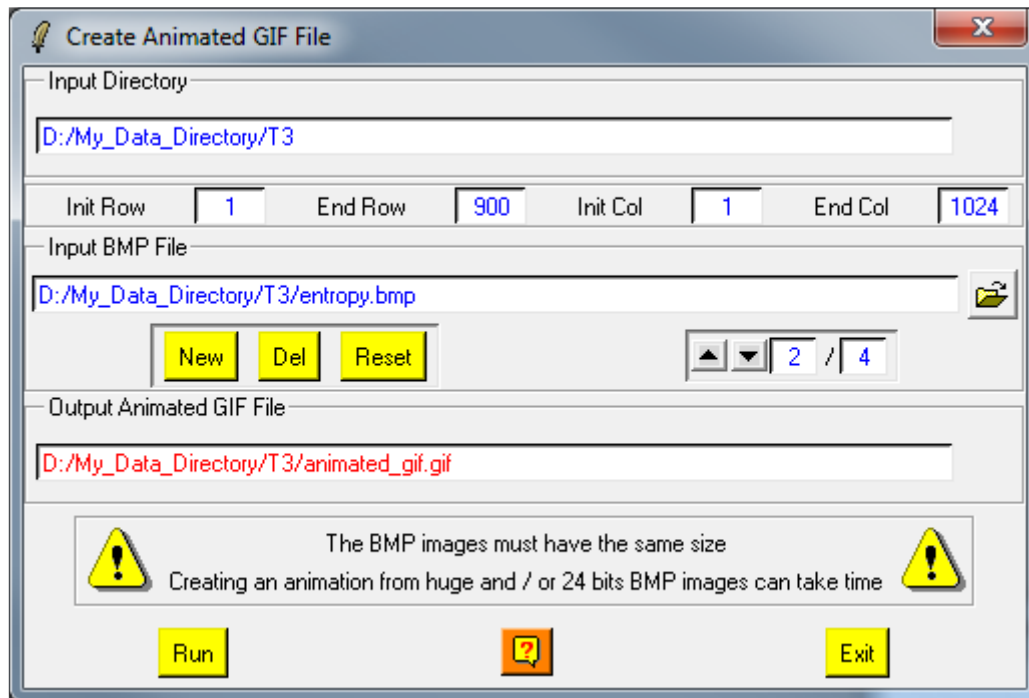 Create Animated GIF File
Input Directory
D:/My_Data_Directory/T3
Init Row 1 End Row 900 Init Col 1 End Col 1024
Input BMP File
D:/My_Data_Directory/T3/entropy.bmp
New Del Reset 2 / 4
Output Animated GIF File
D:/My_Data_Directory/T3/animated_gif.gif
The BMP images must have the same size
Creating an animation from huge and / or 24 bits BMP images can take time
Run ? Exit